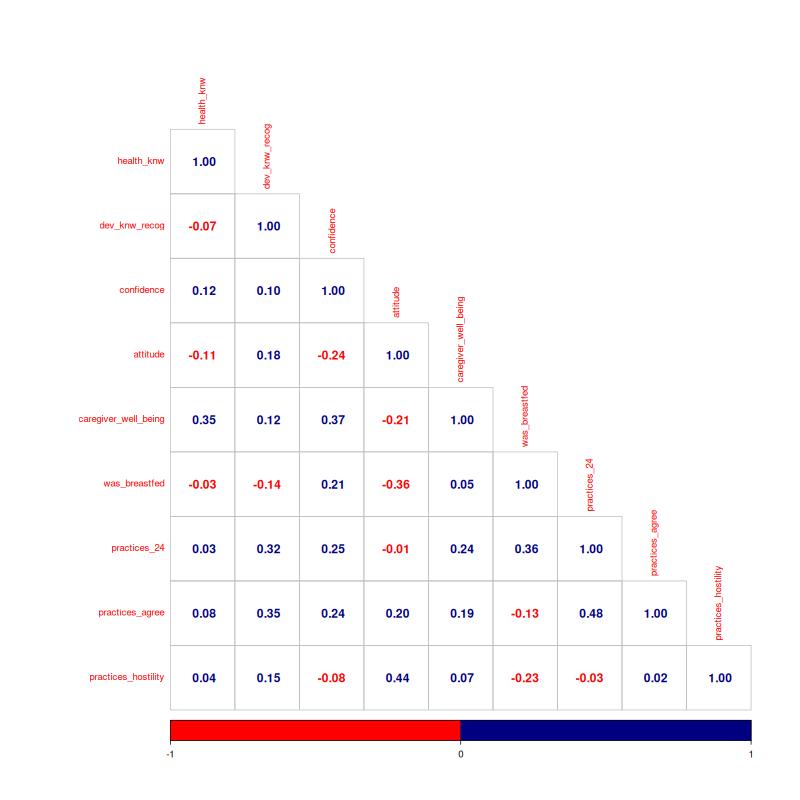 health_knw
dev_knw_recog
confidence
attitude
caregiver_well_being
was_breastfed
practices_24
practices_agree
practices_hostility
health_knw 1.00
dev_knw_recog -0.07 1.00
confidence 0.12 0.10 1.00
attitude -0.11 0.18 -0.24 1.00
caregiver_well_being 0.35 0.12 0.37 -0.21 1.00
was_breastfed -0.03 -0.14 0.21 -0.36 0.05 1.00
practices_24 0.03 0.32 0.25 -0.01 0.24 0.36 1.00
practices_agree 0.08 0.35 0.24 0.20 0.19 -0.13 0.48 1.00
practices_hostility 0.04 0.15 -0.08 0.44 0.07 -0.23 -0.03 0.02 1.00
-1 0 1